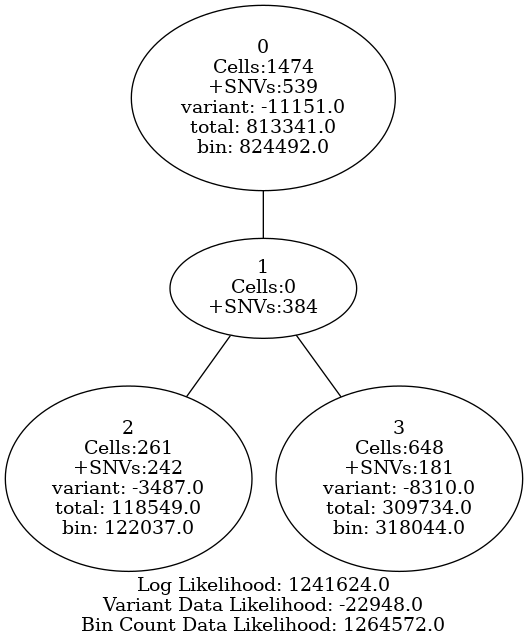 0
Cells:1474
+SNVs:539
variant: -11151.0
total: 813341.0
bin: 824492.0
1
Cells:0
+SNVs:384
2
Cells:261
+SNVs:242
variant: -3487.0
total: 118549.0
bin: 122037.0
3
Cells:648
+SNVs:181
variant: -8310.0
total: 309734.0
bin: 318044.0
Log Likelihood: 1241624.0
Variant Data Likelihood: -22948.0
Bin Count Data Likelihood: 1264572.0